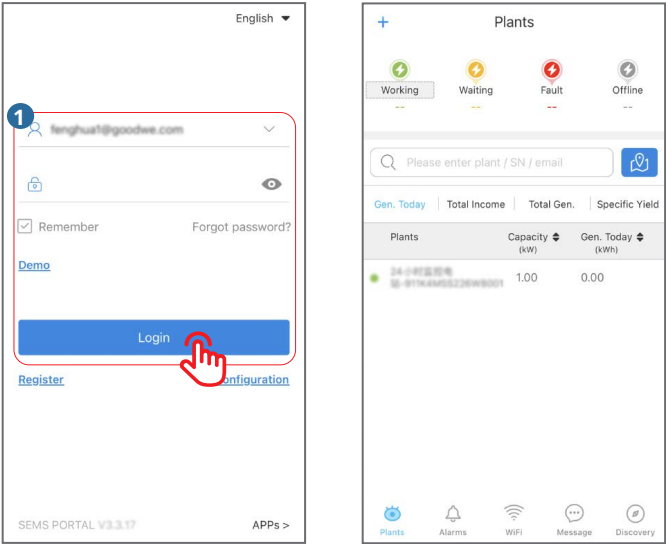 English
1
fenghua1@goodwe.com
Remember
Forgot password?
Demo
Login
Register
onfiguration
SEMS PORTAL V3.3.17
APPs >
+
Plants
Working
Waiting
Fault
Offline
--
--
--
--
Please enter plant / SN / email
Gen. Today
Total Income
Total Gen.
Specific Yield
Plants
Capacity
Gen. Today
(kW)
(kWh)
1.00
0.00
Plants
Alarms
WiFi
Message
Discovery